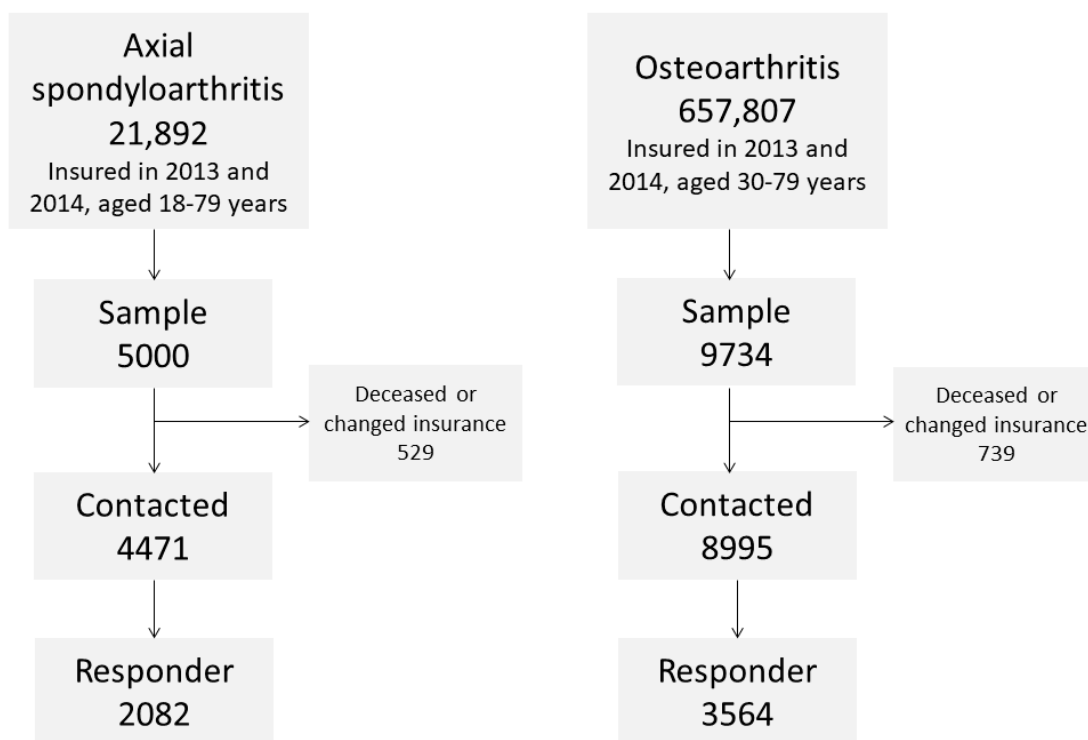 Axial
spondyloarthritis
21,892
Insured in 2013 and
2014, aged 18-79 years
Sample
5000
Deceased or
changed insurance
529
Contacted
4471
Responder
2082
Osteoarthritis
657,807
Insured in 2013 and
2014, aged 30-79 years
Sample
9734
Deceased or
changed insurance
739
Contacted
8995
Responder
3564